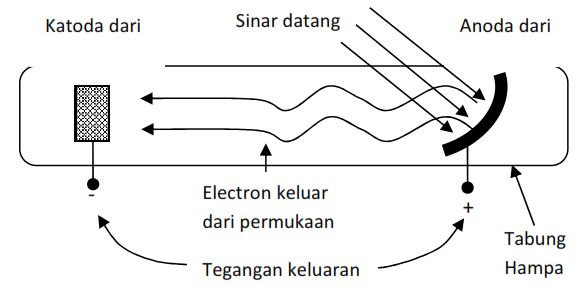 Katoda dari
Sinar datang
Anoda dari
-
+
Electron keluar
dari permukaan
Tegangan keluaran
Tabung
Hampa